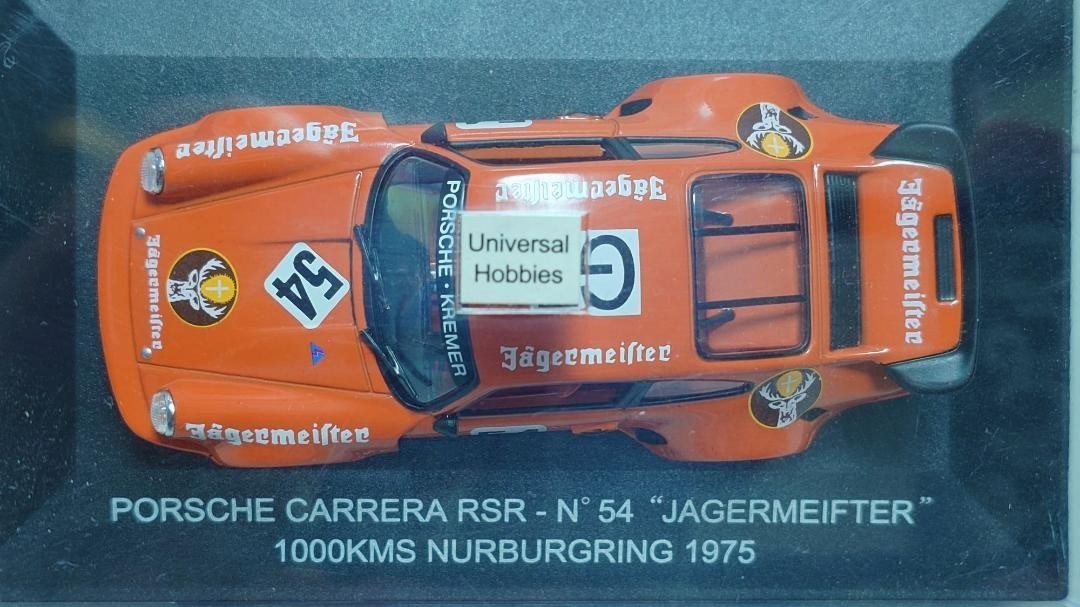 Jägermeiſter
Jägermeiſter
54
PORSCHE • KREMER
Jägermeiſter
Universal
Hobbies
G
Jägermeiſter
Jägermeiſter
Jägermeiſter
PORSCHE CARRERA RSR - N° 54 “JAGERMEIFTER”
1000KMS NURBURGRING 1975